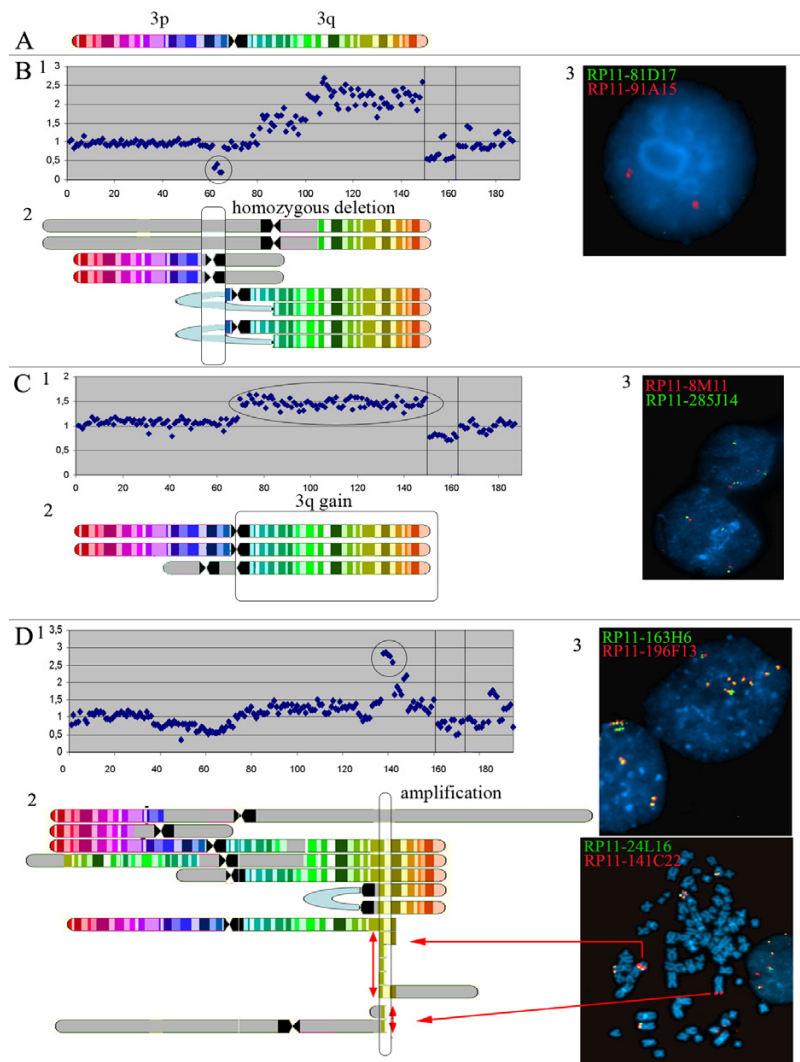 3p 3q
A
B 1
3
3
2,5
2
1,5
1
0,5
0
0 20 40 60 80 100 120 140 160 180
RP11-81D17
RP11-91A15
2
homozygous deletion
C 1
3
2
1,5
1
0,5
0
0 20 40 60 80 100 120 140 160 180
RP11-8M11
RP11-285J14
3q gain
2
D 1
3
3,5
3
2,5
2
1,5
1
0,5
0
0 20 40 60 80 100 120 140 160 180
RP11-163H6
RP11-196F13
2
amplification
RP11-24L16
RP11-141C22